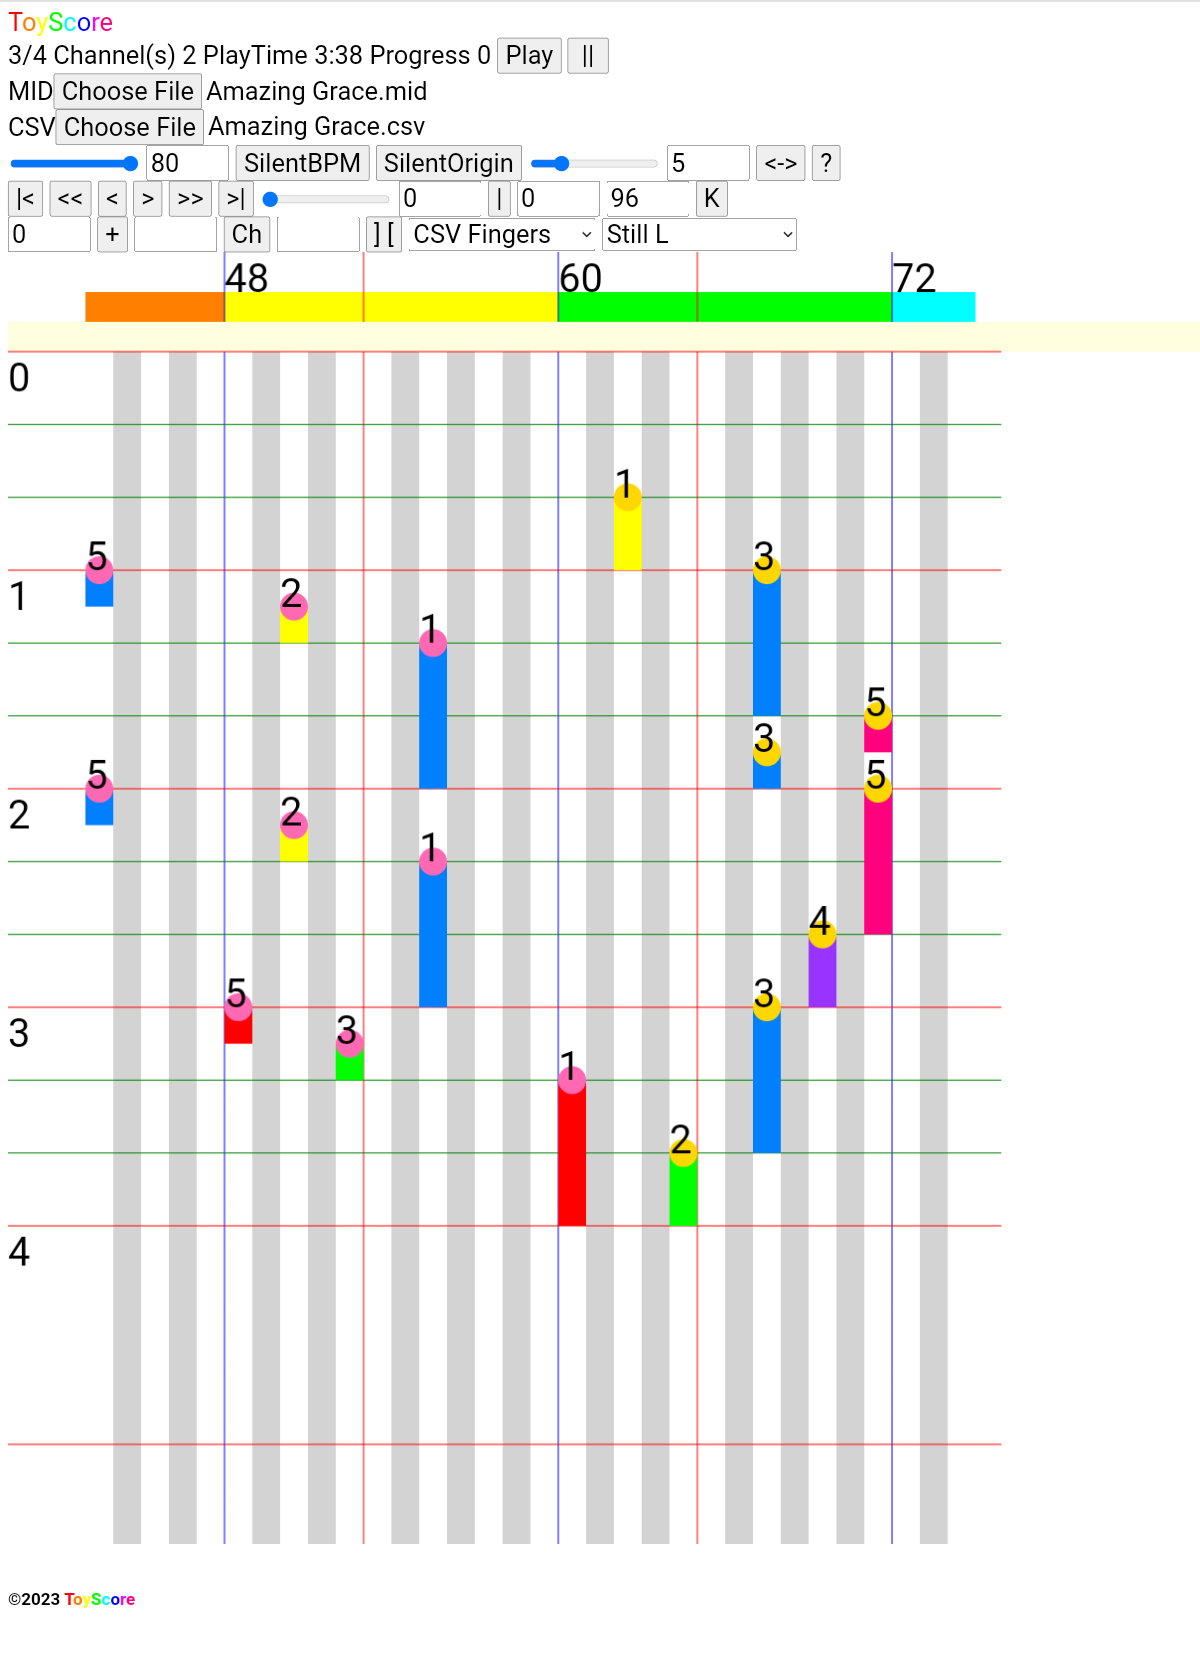 ToyScore
3/4 Channel(s) 2 PlayTime 3:38 Progress 0 Play ||
MID Choose File Amazing Grace.mid
CSV Choose File Amazing Grace.csv
80 SilentBPM SilentOrigin 5 <-> ?
|< << < > >> >| 0 | 0 96 K
0 + Ch ] [ CSV Fingers Still L
48 60 72
0
1
5 3
1
2
1
5
3
5 5
2
2
1
4
5 3
3
3
1
2
4
©2023 ToyScore